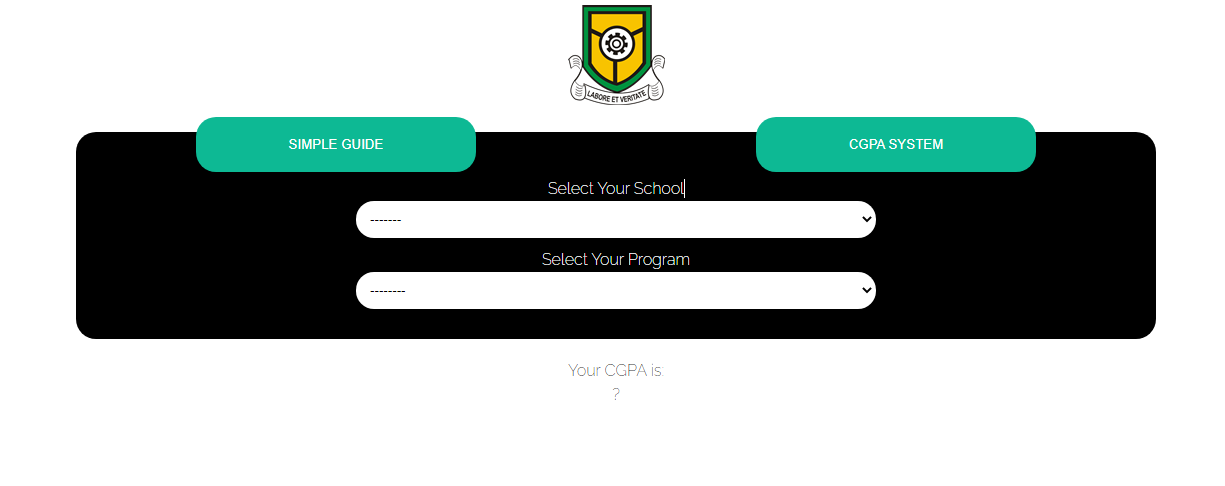 LABORE ET VERITATE
SIMPLE GUIDE
CGPA SYSTEM
Select Your School
-------
Select Your Program
--------
Your CGPA is:
?